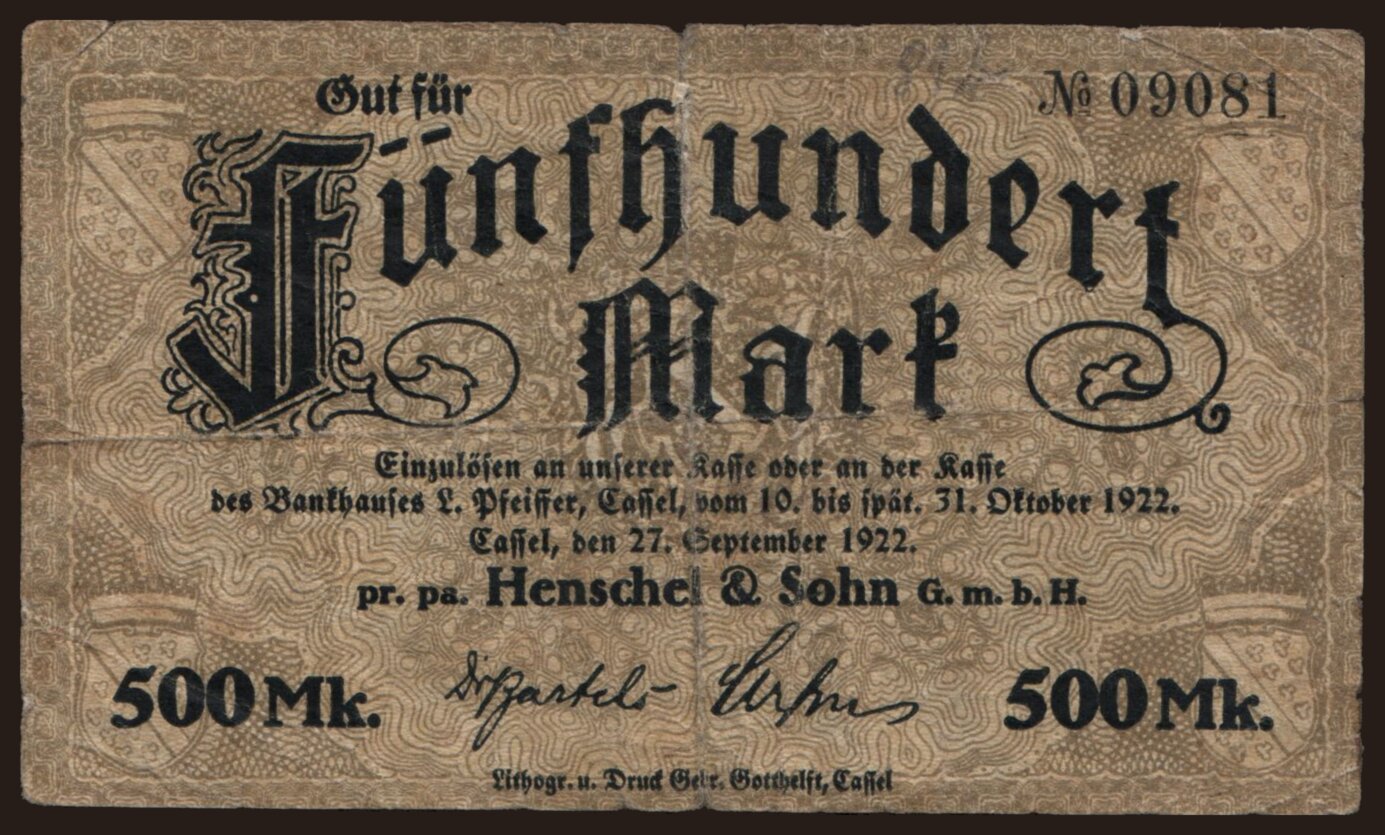 Gut für
№ 09081
Fünfhundert
Mark
Einzulösen an unserer Kasse oder an der Kasse
des Bankhauses L. Pfeiffer, Cassel, vom 10. bis spät. 31. Oktober 1922.
Cassel, den 27. September 1922.
pr. pa. Henschel & Sohn G. m. b. H.
500 Mk.
Dr Bartels
500 Mk.
Lithogr. u. Druck Gebr. Gotthelft, Cassel